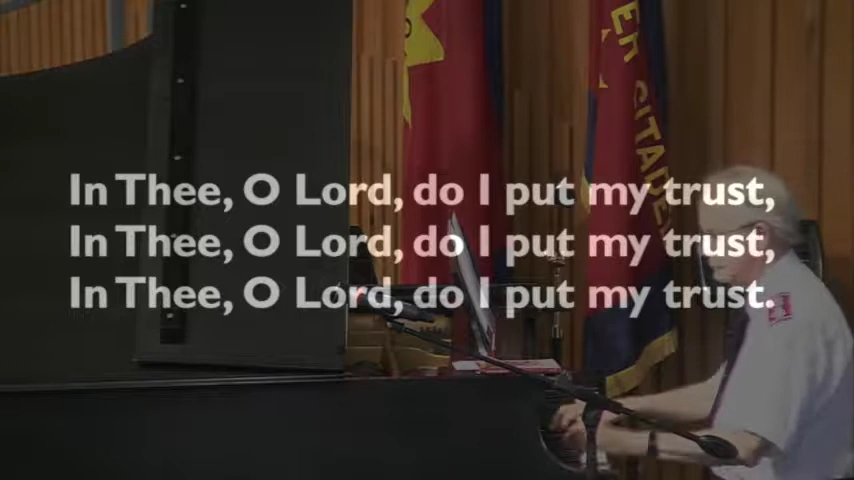 In Thee, O Lord, do I put my trust,
In Thee, O Lord, do I put my trust,
In Thee, O Lord, do I put my trust.
CITADEL